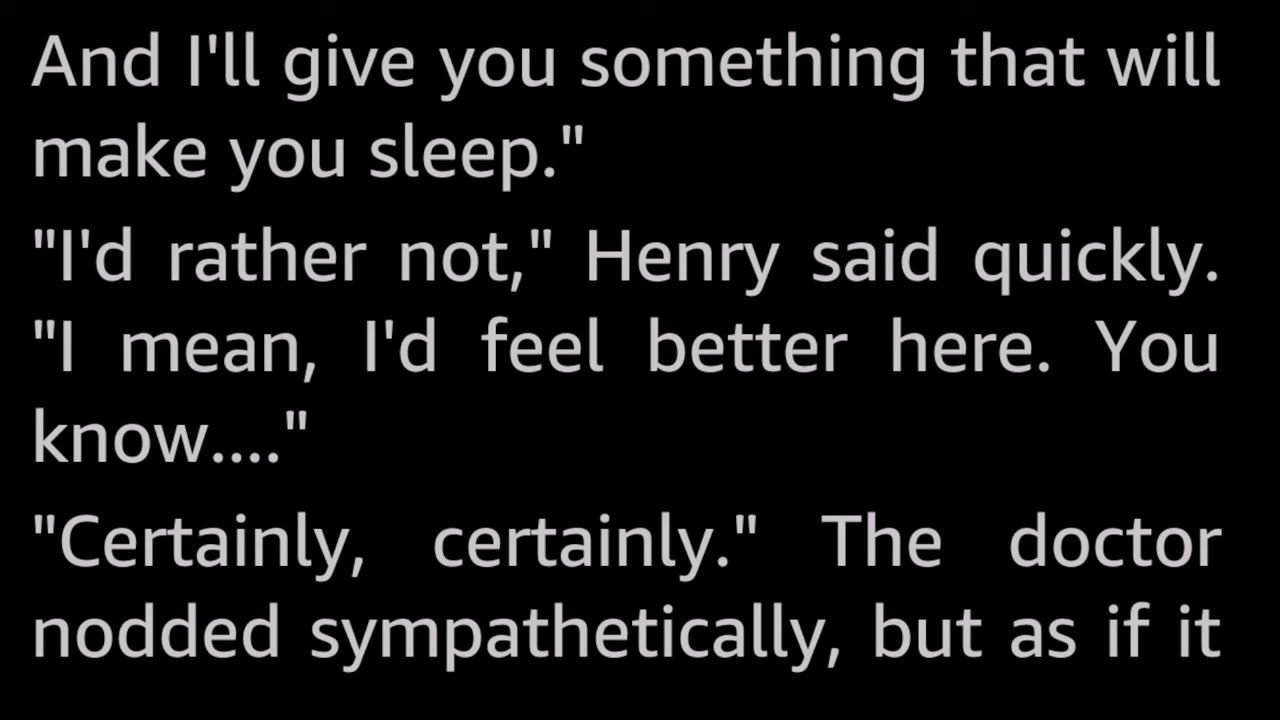 And I'll give you something that will
make you sleep."
"I'd rather not," Henry said quickly.
"I mean, I'd feel better here. You
know...."
"Certainly, certainly." The doctor
nodded sympathetically, but as if it